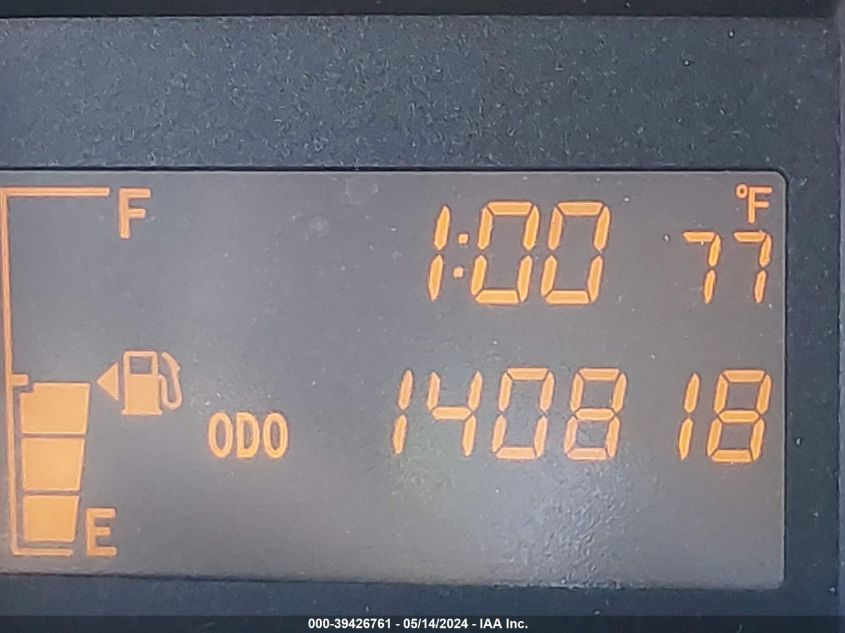 F
1:00
°F
77
ODO
140818
E
000-39426761 - 05/14/2024 - IAA Inc.